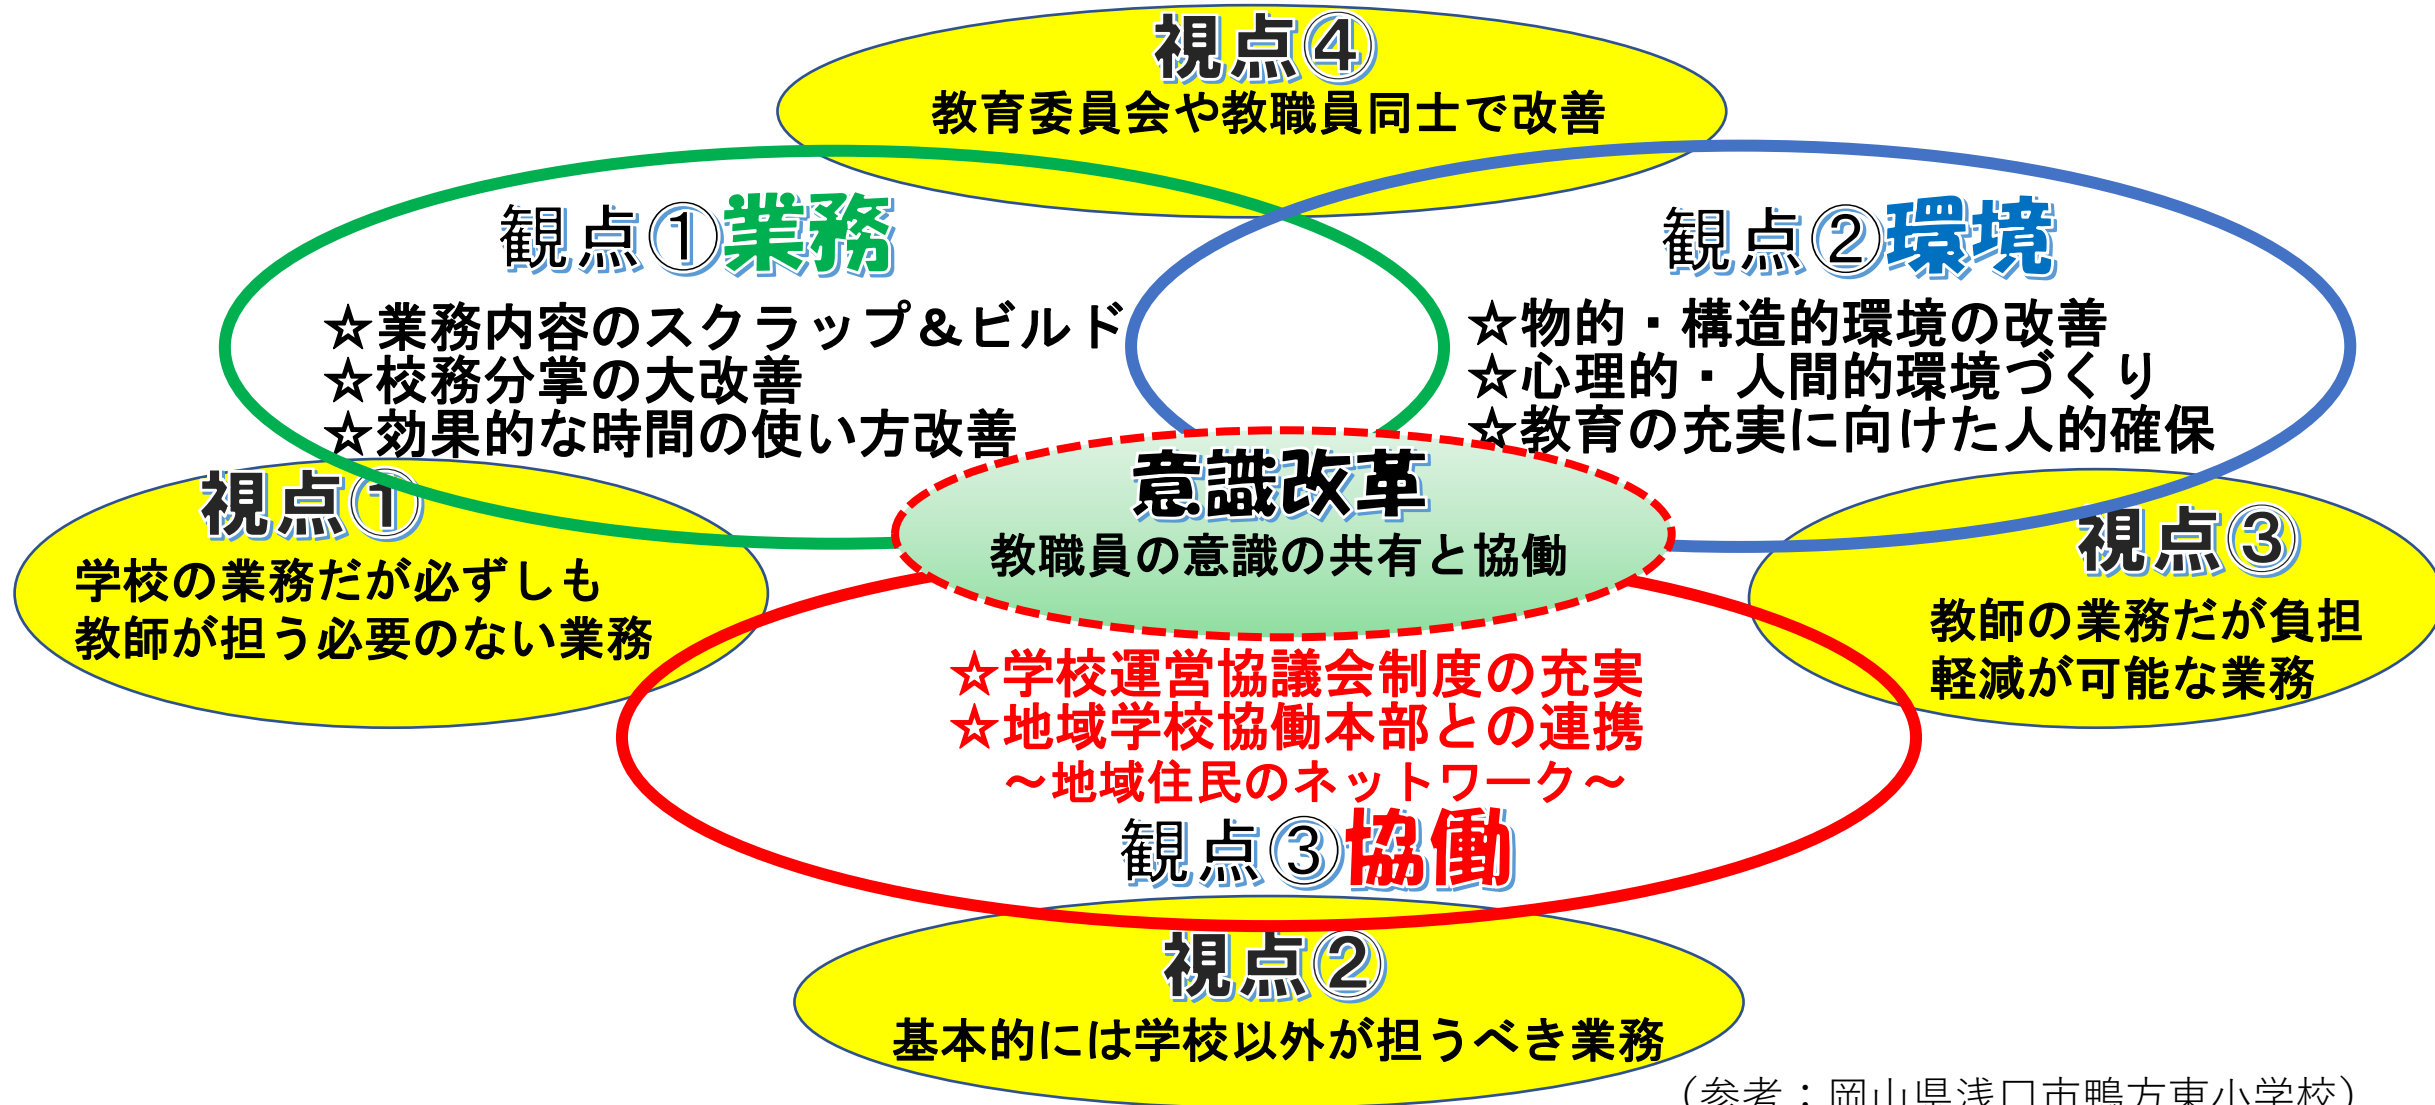 視点④
教育委員会や教職員同士で改善
観点①業務
☆業務内容のスクラップ＆ビルド
☆校務分掌の大改善
☆効果的な時間の使い方改善
観点②環境
☆物的・構造的環境の改善
☆心理的・人間的環境づくり
☆教育の充実に向けた人的確保
意識改革
教職員の意識の共有と協働
視点①
学校の業務だが必ずしも
教師が担う必要のない業務
視点③
教師の業務だが負担
軽減が可能な業務
☆学校運営協議会制度の充実
☆地域学校協働本部との連携
～地域住民のネットワーク～
観点③協働
視点②
基本的には学校以外が担うべき業務
（参考：岡山県浅口市鴨方東小学校）